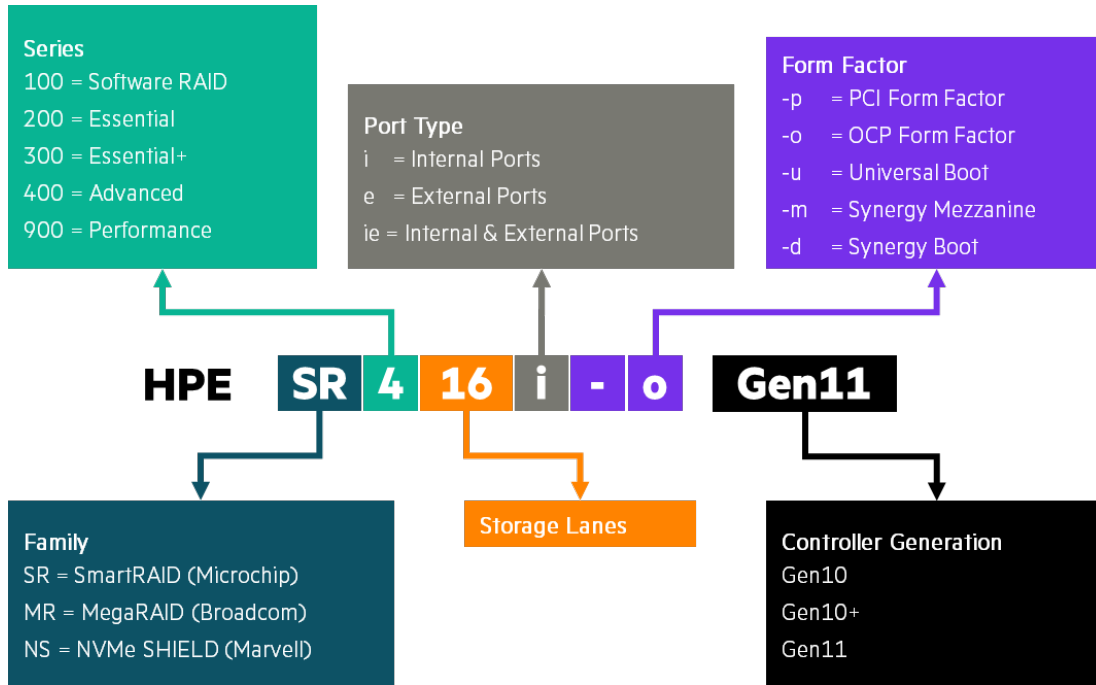 Series
100 = Software RAID
200 = Essential
300 = Essential+
400 = Advanced
900 = Performance
Port Type
i = Internal Ports
e = External Ports
ie = Internal & External Ports
Form Factor
-p = PCI Form Factor
-o = OCP Form Factor
-u = Universal Boot
-m = Synergy Mezzanine
-d = Synergy Boot
HPE SR 4 16 i - o Gen11
Family
SR = SmartRAID (Microchip)
MR = MegaRAID (Broadcom)
NS = NVMe SHIELD (Marvell)
Storage Lanes
Controller Generation
Gen10
Gen10+
Gen11